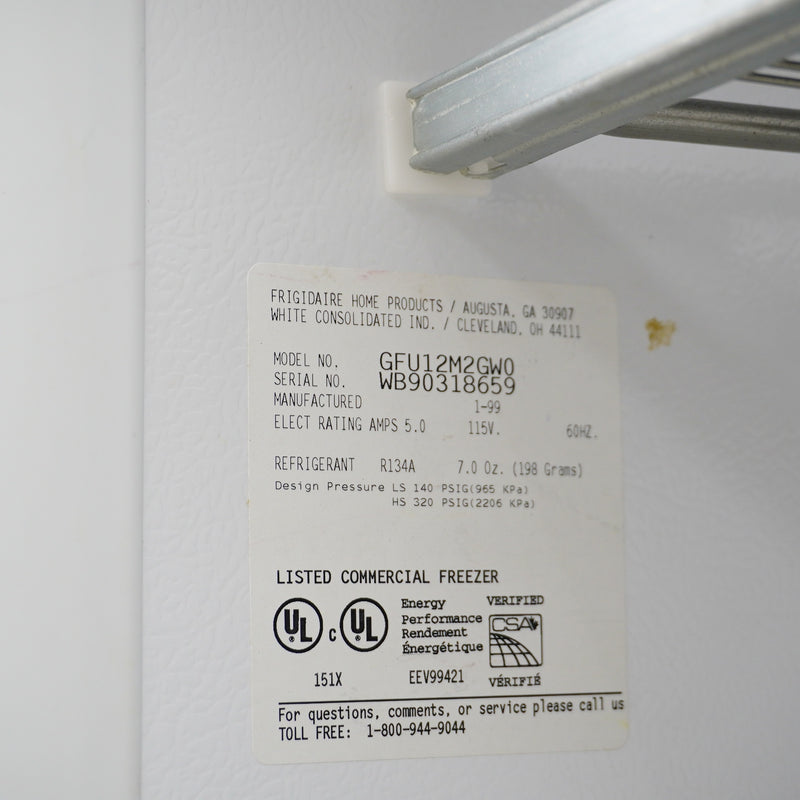 FRIGIDAIRE HOME PRODUCTS / AUGUSTA, GA 30907
WHITE CONSOLIDATED IND. / CLEVELAND, OH 44111
MODEL NO. GFU12M2GW0
SERIAL NO. WB90318659
MANUFACTURED 1-99
ELECT RATING AMPS 5.0 115V. 60HZ.
REFRIGERANT R134A 7.0 Oz. (198 Grams)
Design Pressure LS 140 PSIG(965 KPa)
HS 320 PSIG(2206 KPa)
LISTED COMMERCIAL FREEZER
UL c UL
Energy
Performance
Rendement
Énergétique
VERIFIED
CSA
VÉRIFIÉ
151X EEV99421
For questions, comments, or service please call us
TOLL FREE: 1-800-944-9044